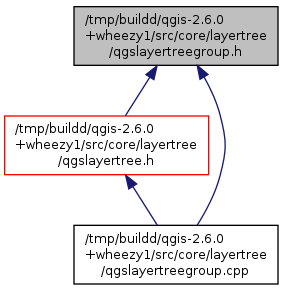 /tmp/buildd/qgis-2.6.0
+wheezy1/src/core/layertree
/qgslayertreegroup.h
/tmp/buildd/qgis-2.6.0
+wheezy1/src/core/layertree
/qgslayertree.h
/tmp/buildd/qgis-2.6.0
+wheezy1/src/core/layertree
/qgslayertreegroup.cpp